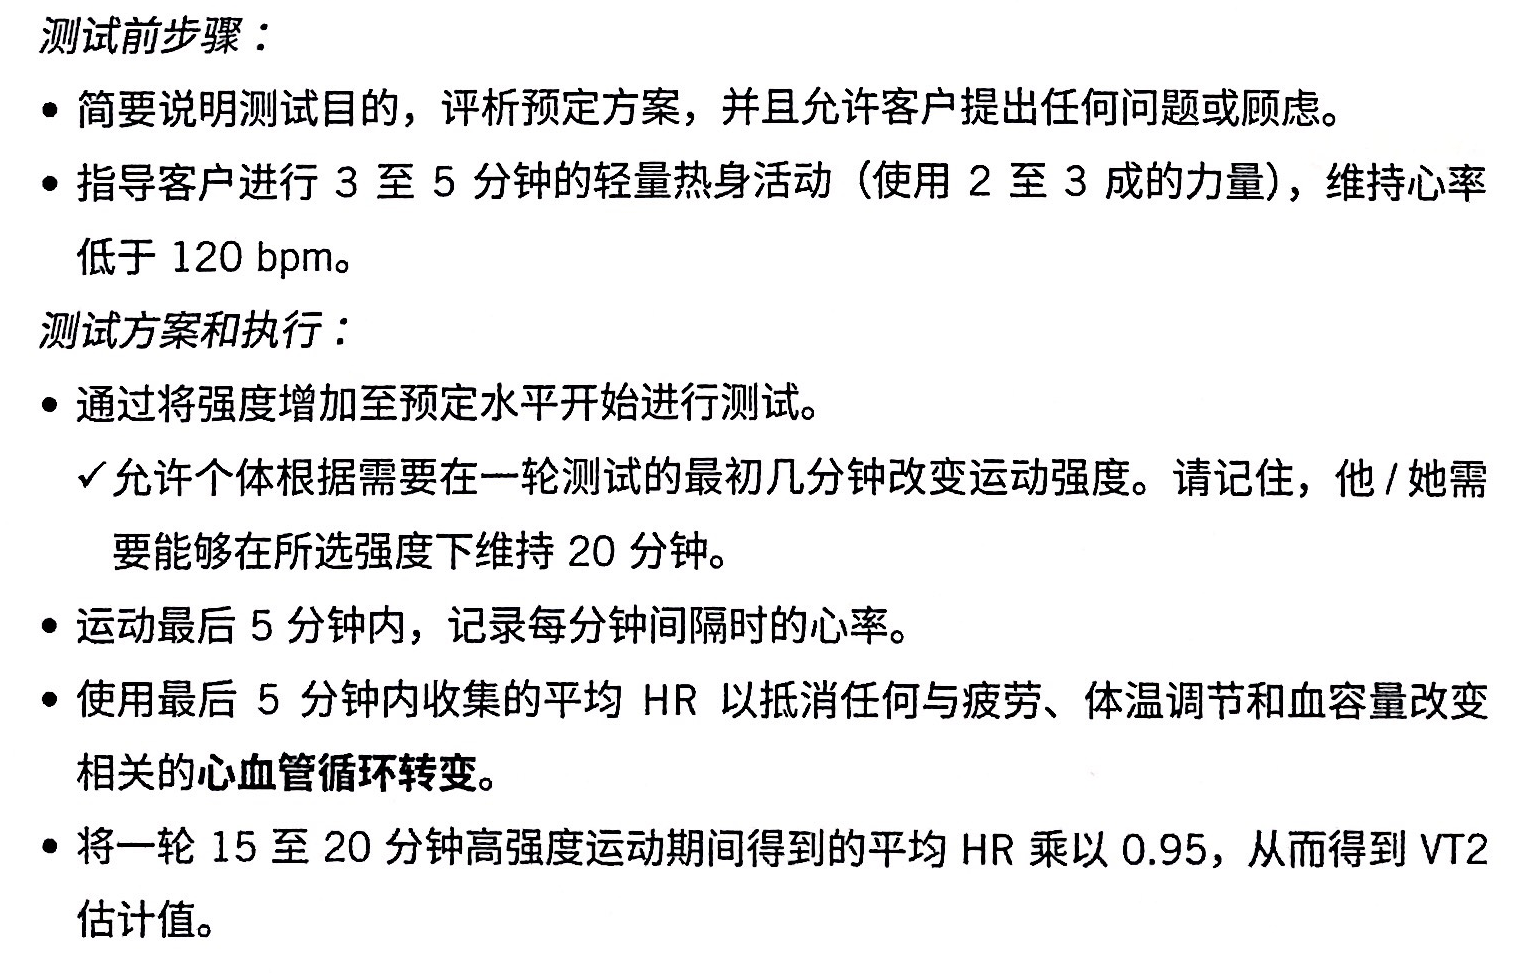 测试前步骤：
• 简要说明测试目的，评析预定方案，并且允许客户提出任何问题或顾虑。
• 指导客户进行 3 至 5 分钟的轻量热身活动（使用 2 至 3 成的力量），维持心率
低于 120 bpm。
测试方案和执行：
• 通过将强度增加至预定水平开始进行测试。
✓允许个体根据需要在一轮测试的最初几分钟改变运动强度。请记住，他 / 她需
要能够在所选强度下维持 20 分钟。
• 运动最后 5 分钟内，记录每分钟间隔时的心率。
• 使用最后 5 分钟内收集的平均 HR 以抵消任何与疲劳、体温调节和血容量改变
相关的心血管循环转变。
• 将一轮 15 至 20 分钟高强度运动期间得到的平均 HR 乘以 0.95，从而得到 VT2
估计值。